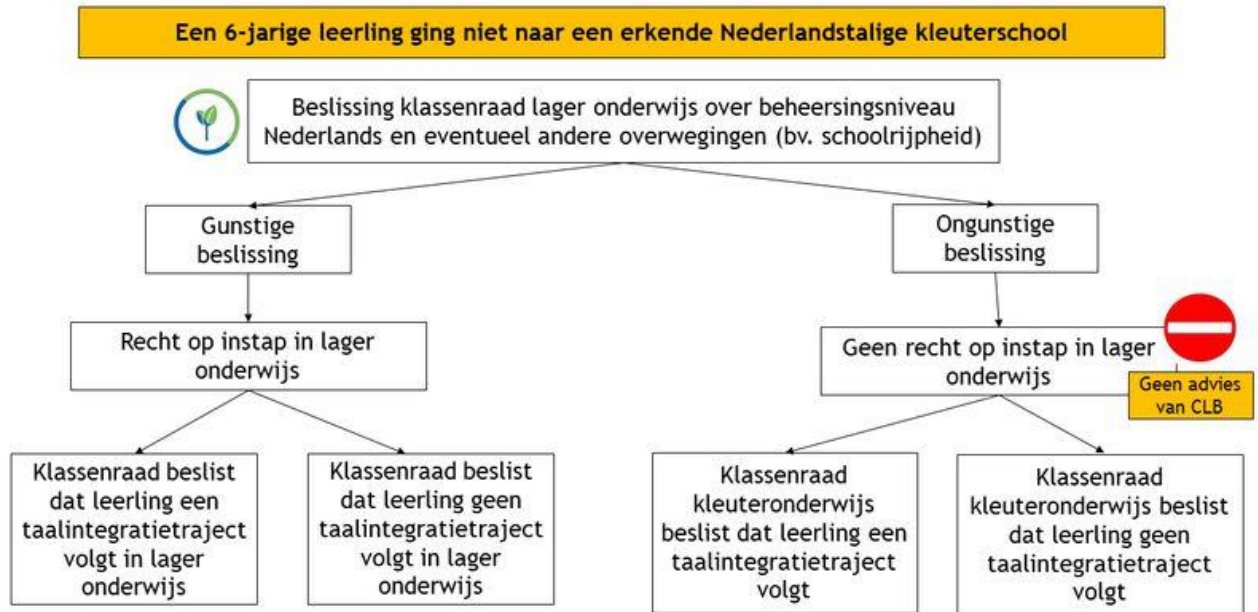 Een 6-jarige leerling ging niet naar een erkende Nederlandstalige kleuterschool
Beslissing klassenraad lager onderwijs over beheersingsniveau
Nederlands en eventueel andere overwegingen (bv. schoolrijpheid)
Gunstige
beslissing
Ongunstige
beslissing
Recht op instap in lager
onderwijs
Geen recht op instap in lager
onderwijs
Geen advies
van CLB
Klassenraad beslist
dat leerling een
taalintegratietraject
volgt in lager
onderwijs
Klassenraad beslist
dat leerling geen
taalintegratietraject
volgt in lager
onderwijs
Klassenraad
kleuteronderwijs
beslist dat leerling een
taalintegratietraject
volgt
Klassenraad
kleuteronderwijs beslist
dat leerling geen
taalintegratietraject
volgt